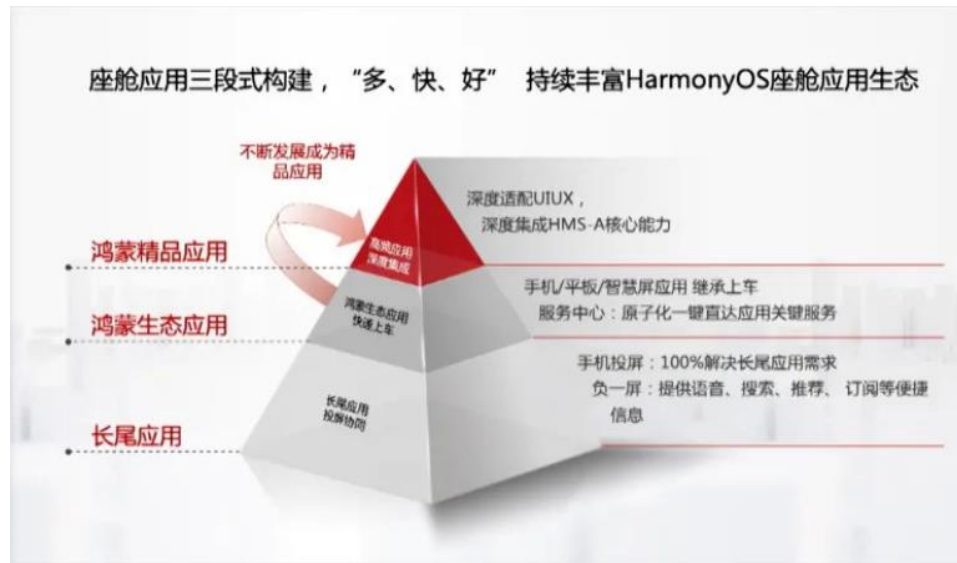 座舱应用三段式构建，“多、快、好” 持续丰富HarmonyOS座舱应用生态
不断发展成为精
品应用
深度适配UIUX，
深度集成HMS-A核心能力
高频应用
深度集成
鸿蒙精品应用
手机/平板/智慧屏应用 继承上车
服务中心：原子化一键直达应用关键服务
鸿蒙生态应用
快速上车
鸿蒙生态应用
手机投屏：100%解决长尾应用需求
负一屏：提供语音、搜索、推荐、 订阅等便捷
信息
长尾应用
投屏协同
长尾应用